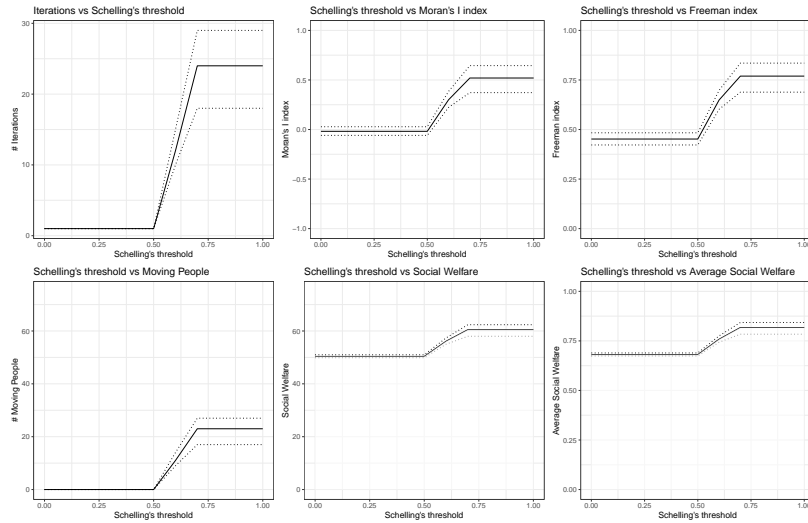 Iterations vs Schelling's threshold
30
20
10
0
# Iterations
0.00 0.25 0.50 0.75 1.00
Schelling's threshold
Schelling's threshold vs Moran's I index
1.0
0.5
0.0
−0.5
−1.0
Moran's I index
0.00 0.25 0.50 0.75 1.00
Schelling's threshold
Schelling's threshold vs Freeman index
1.00
0.75
0.50
0.25
0.00
Freeman index
0.00 0.25 0.50 0.75 1.00
Schelling's threshold
Schelling's threshold vs Moving People
60
40
20
0
# Moving People
0.00 0.25 0.50 0.75 1.00
Schelling's threshold
Schelling's threshold vs Social Welfare
60
40
20
0
Social Welfare
0.00 0.25 0.50 0.75 1.00
Schelling's threshold
Schelling's threshold vs Average Social Welfare
1.00
0.75
0.50
0.25
0.00
Average Social Welfare
0.00 0.25 0.50 0.75 1.00
Schelling's threshold